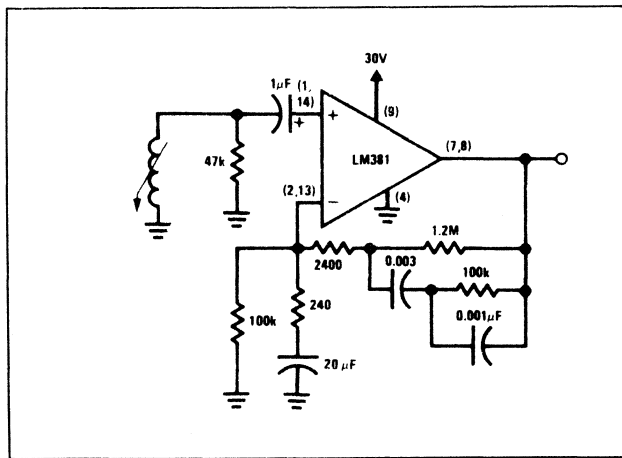 30V
1µF
(1,
14)
+
+
(9)
47k
LM381
(7,8)
(2,13)
−
(4)
1.2M
2400
0.003
100k
100k
240
0.001µF
20 µF